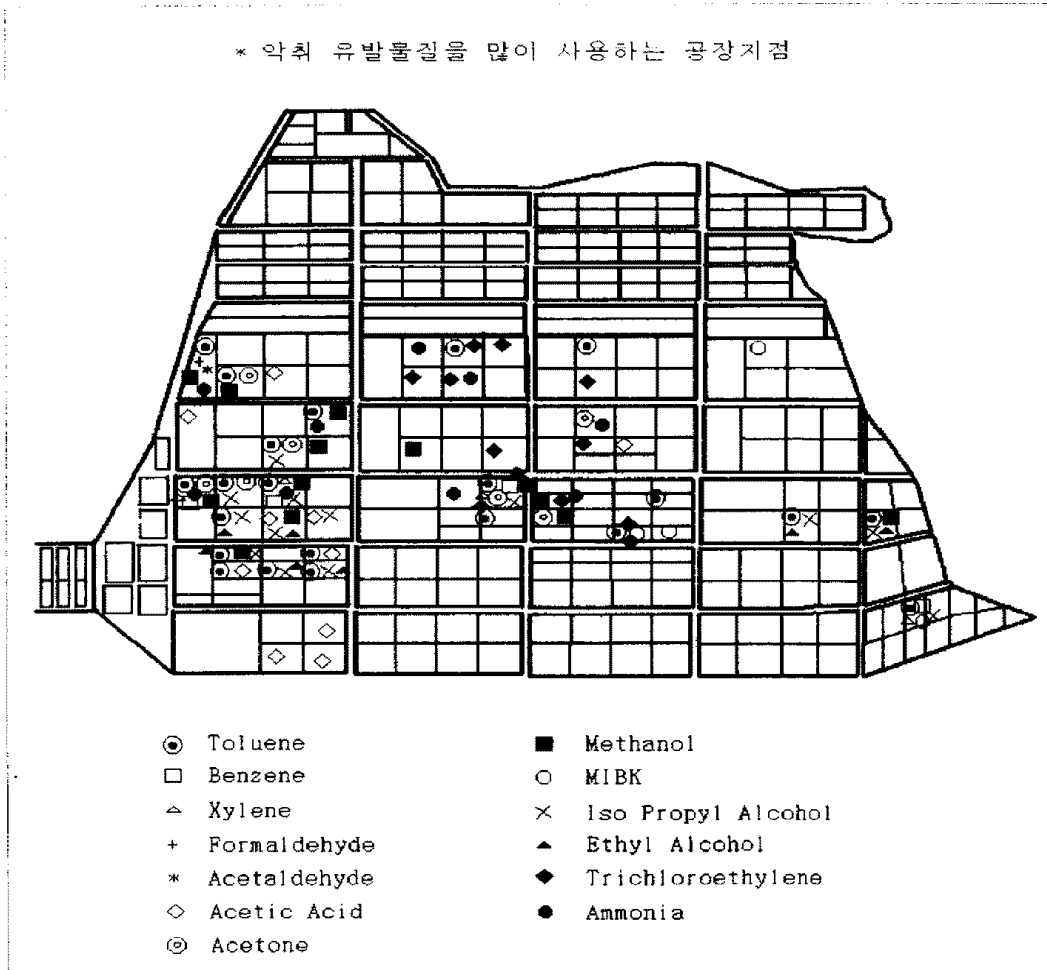 * 악취 유발물질을 많이 사용하는 공장지점
Toluene
Benzene
Xylene
Formaldehyde
Acetaldehyde
Acetic Acid
Acetone
Methanol
MIBK
Iso Propyl Alcohol
Ethyl Alcohol
Trichloroethylene
Ammonia